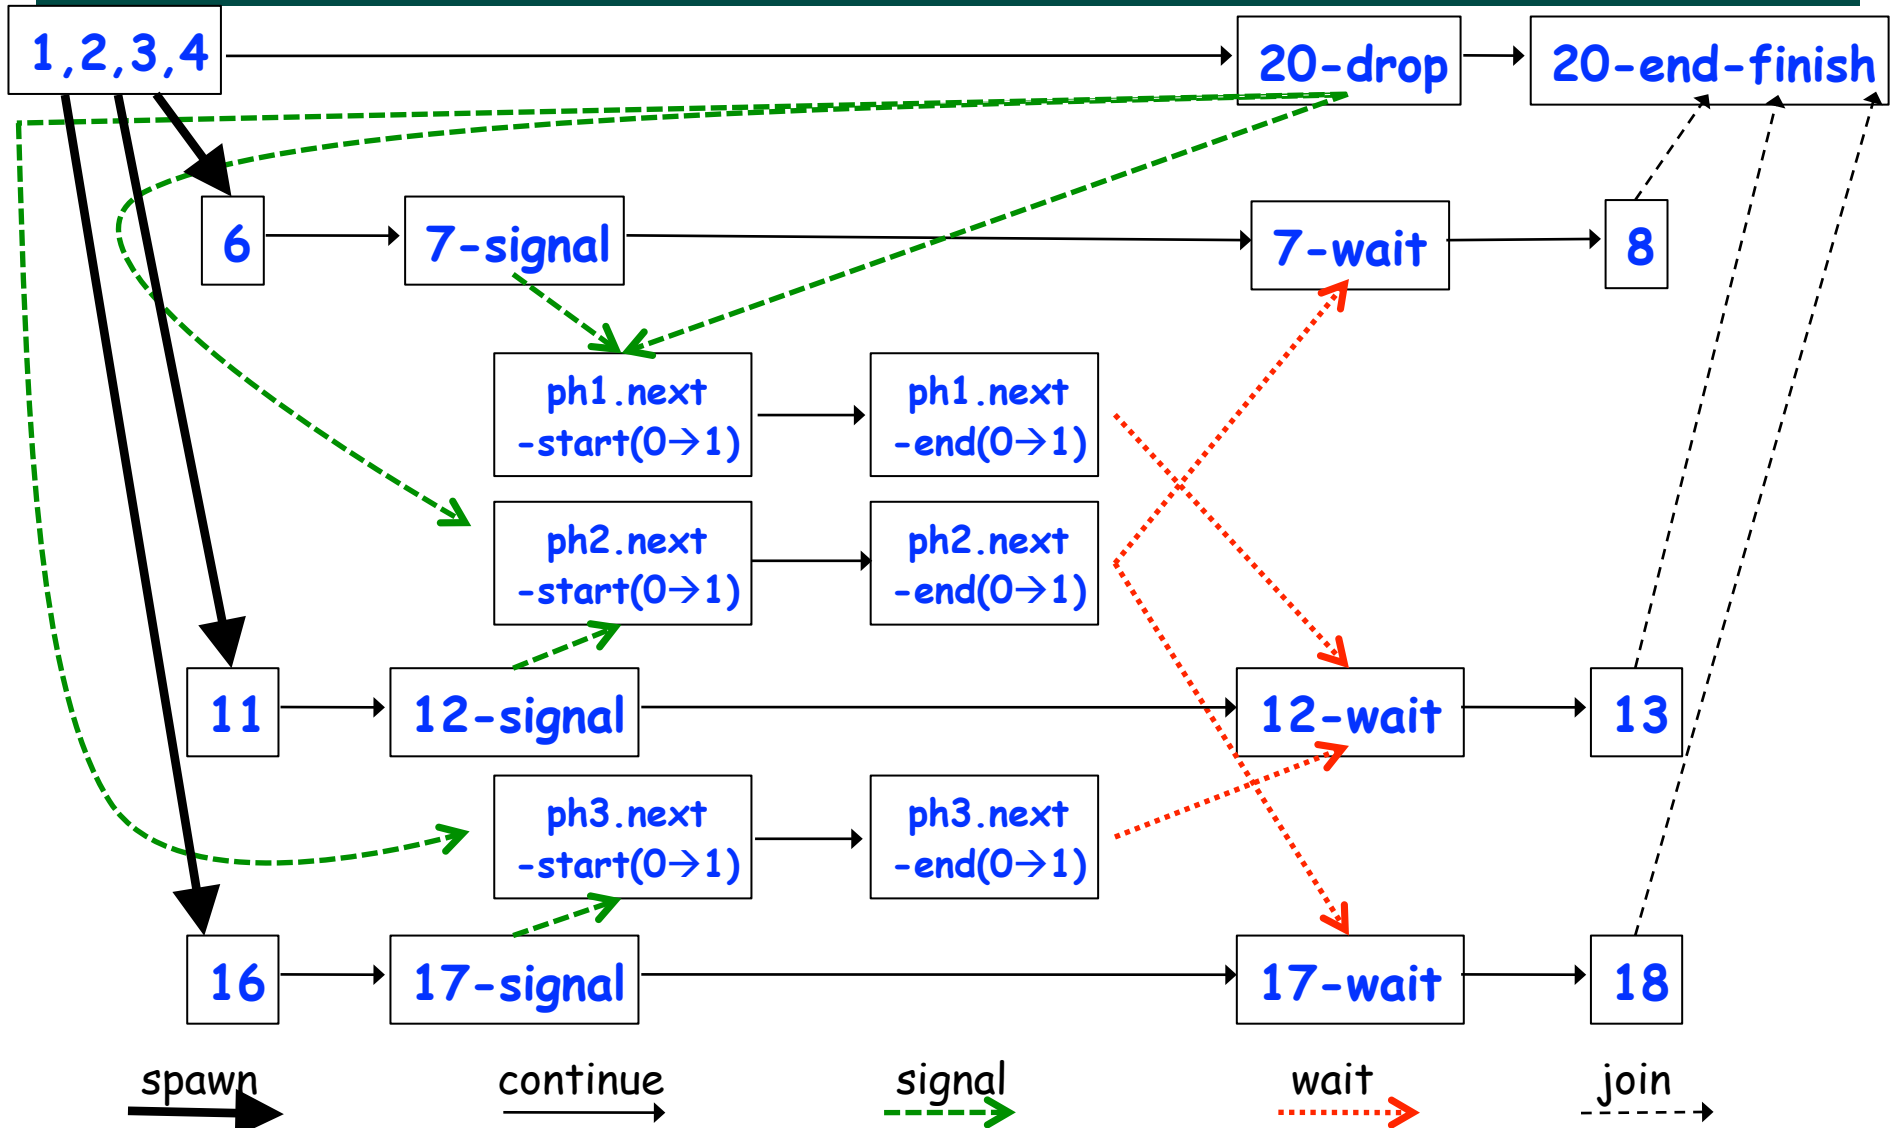 1,2,3,4
20-drop
20-end-finish
6
7-signal
7-wait
8
ph1.next
-start(0→1)
ph1.next
-end(0→1)
ph2.next
-start(0→1)
ph2.next
-end(0→1)
11
12-signal
12-wait
13
ph3.next
-start(0→1)
ph3.next
-end(0→1)
16
17-signal
17-wait
18
spawn
continue
signal
wait
join